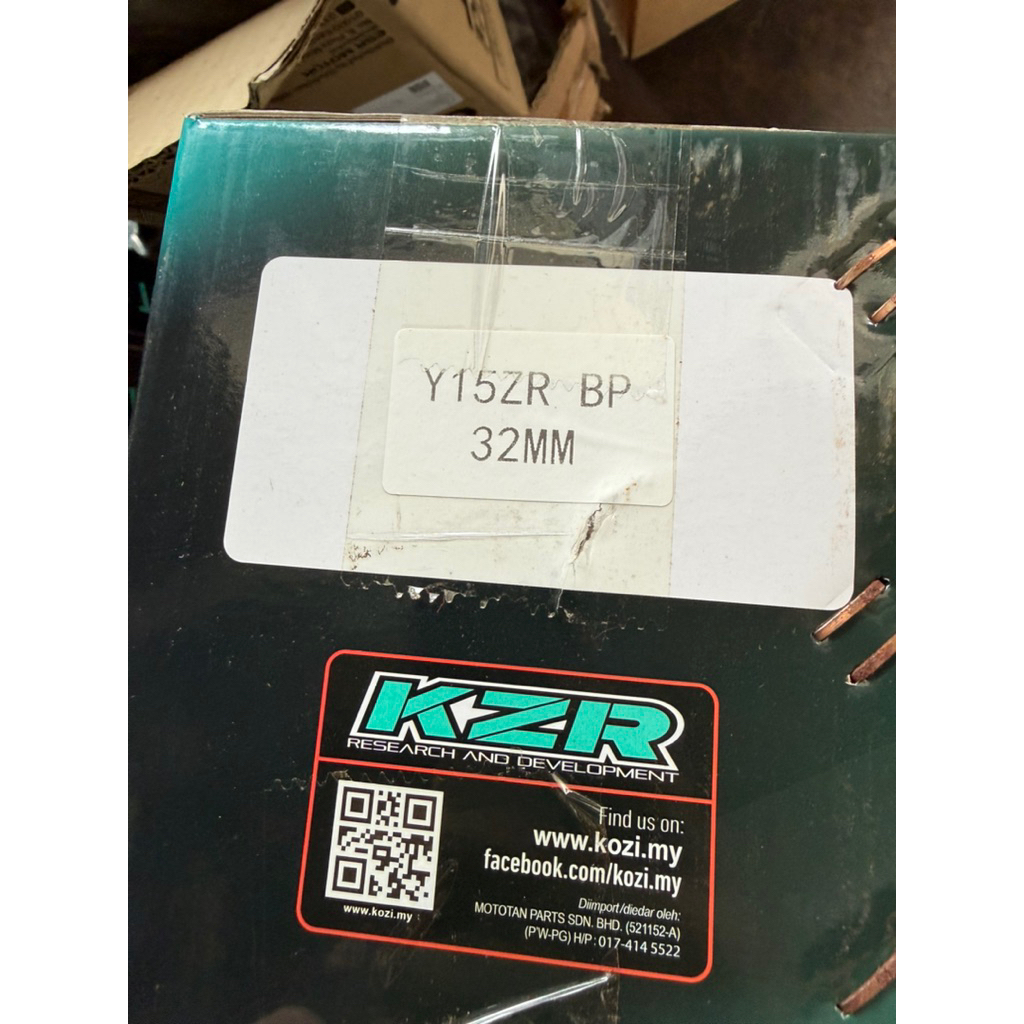 Y15ZR BP
32MM
KZR
RESEARCH AND DEVELOPMENT
Find us on:
www.kozi.my
facebook.com/kozi.my
www.kozi.my
Diimport/diedar oleh:
MOTOTAN PARTS SDN. BHD. (521152-A)
(P'W-PG) H/P : 017-414 5522